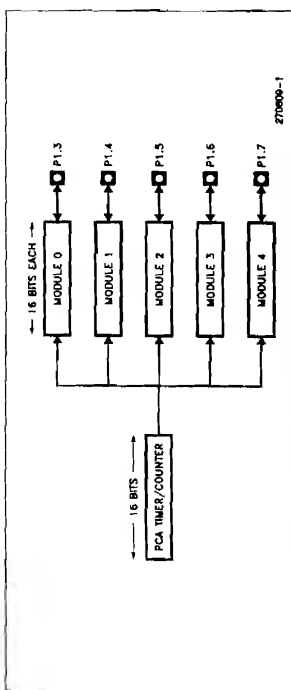 ← 16 BITS EACH →
MODULE 0
P1.3
MODULE 1
P1.4
← 16 BITS →
PCA TIMER/COUNTER
MODULE 2
P1.5
MODULE 3
P1.6
MODULE 4
P1.7
270609-1